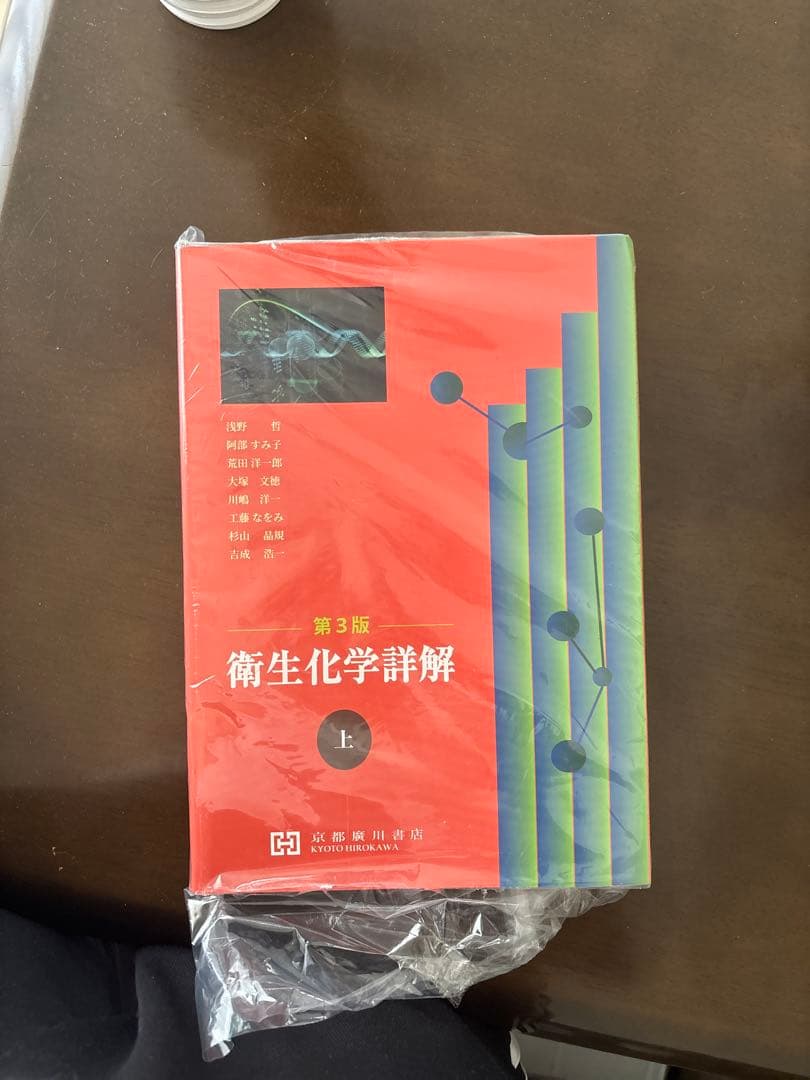 浅野 哲
阿部 すみ子
荒田 洋一郎
大塚 文徳
川嶋 洋一
工藤 なをみ
杉山 晶規
吉成 浩一
第3版
衛生化学詳解
上
京都廣川書店
KYOTO HIROKAWA